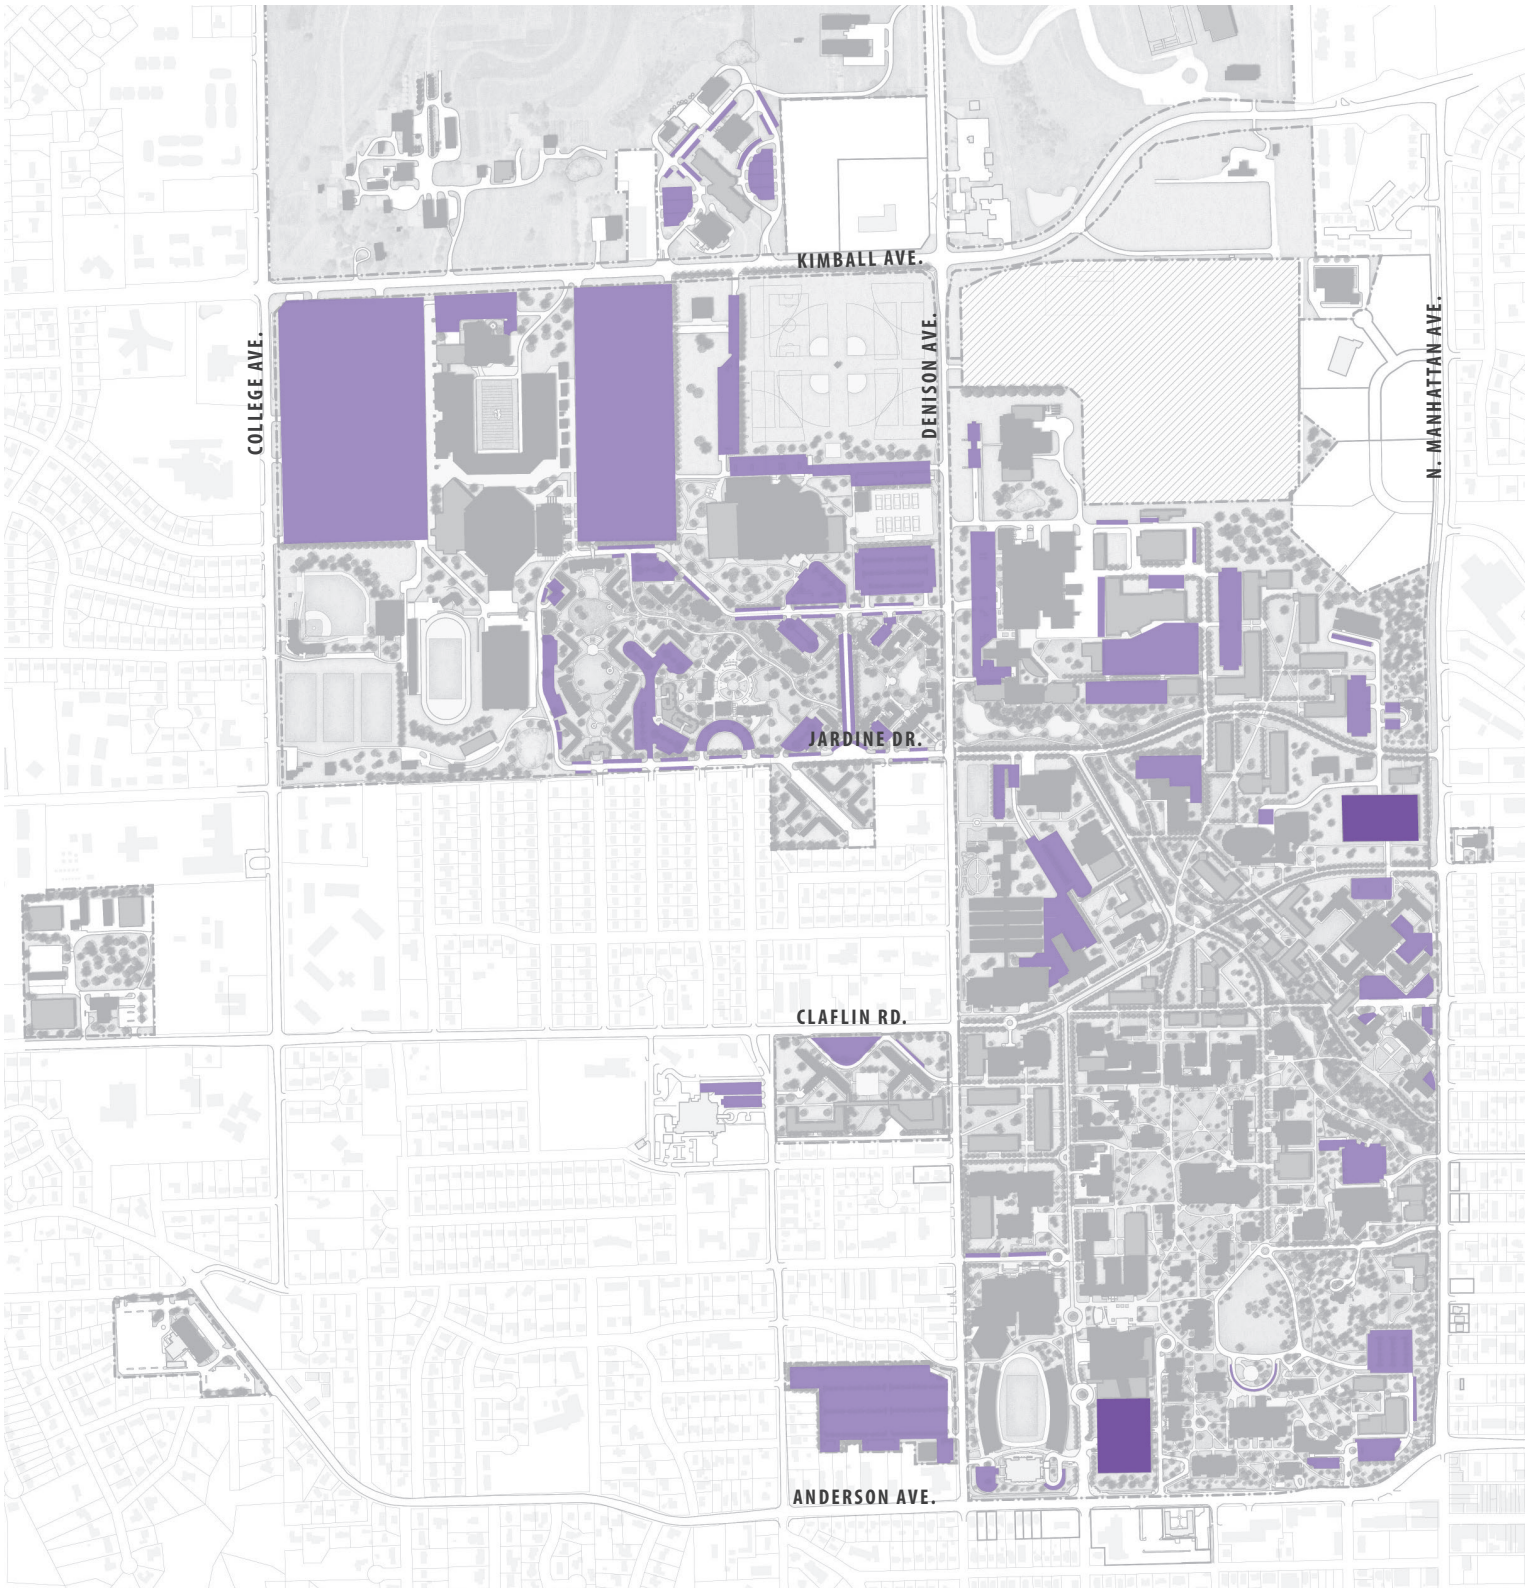 KIMBALL AVE.
COLLEGE AVE.
DENISON AVE.
N. MANHATTAN AVE.
JARDINE DR.
CLAFLIN RD.
ANDERSON AVE.